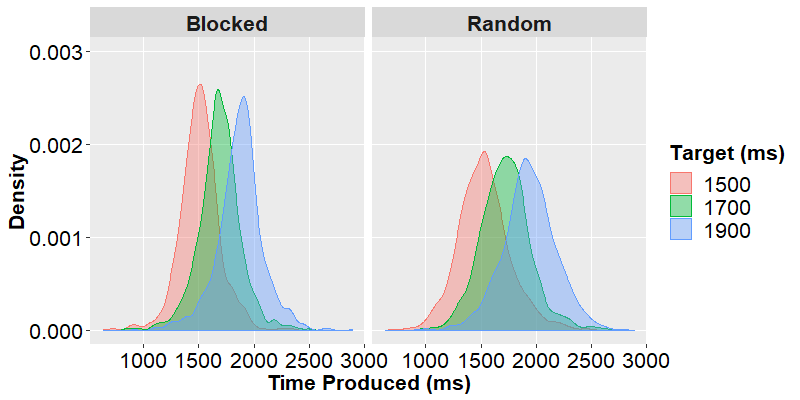 Blocked
Random
0.003
0.002
0.001
0.000
Density
1000 1500 2000 2500 3000
1000 1500 2000 2500 3000
Time Produced (ms)
Target (ms)
1500
1700
1900